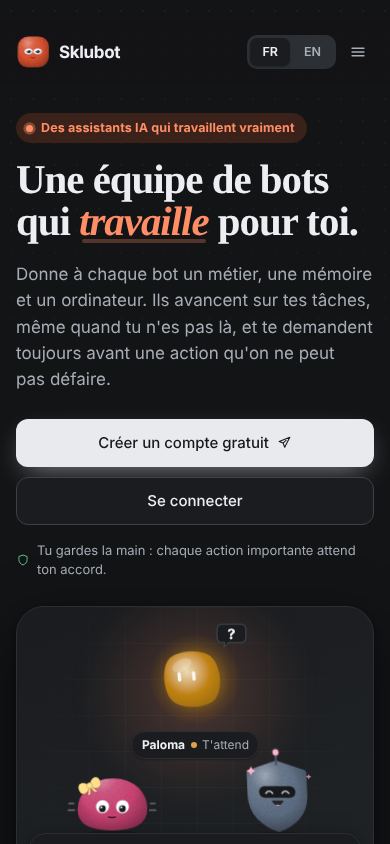 Sklubot
FR
EN
Des assistants IA qui travaillent vraiment
Une équipe de bots
qui travaille pour toi.
Donne à chaque bot un métier, une mémoire
et un ordinateur. Ils avancent sur tes tâches,
même quand tu n'es pas là, et te demandent
toujours avant une action qu'on ne peut
pas défaire.
Créer un compte gratuit
Se connecter
Tu gardes la main : chaque action importante attend
ton accord.
?
Paloma T'attend